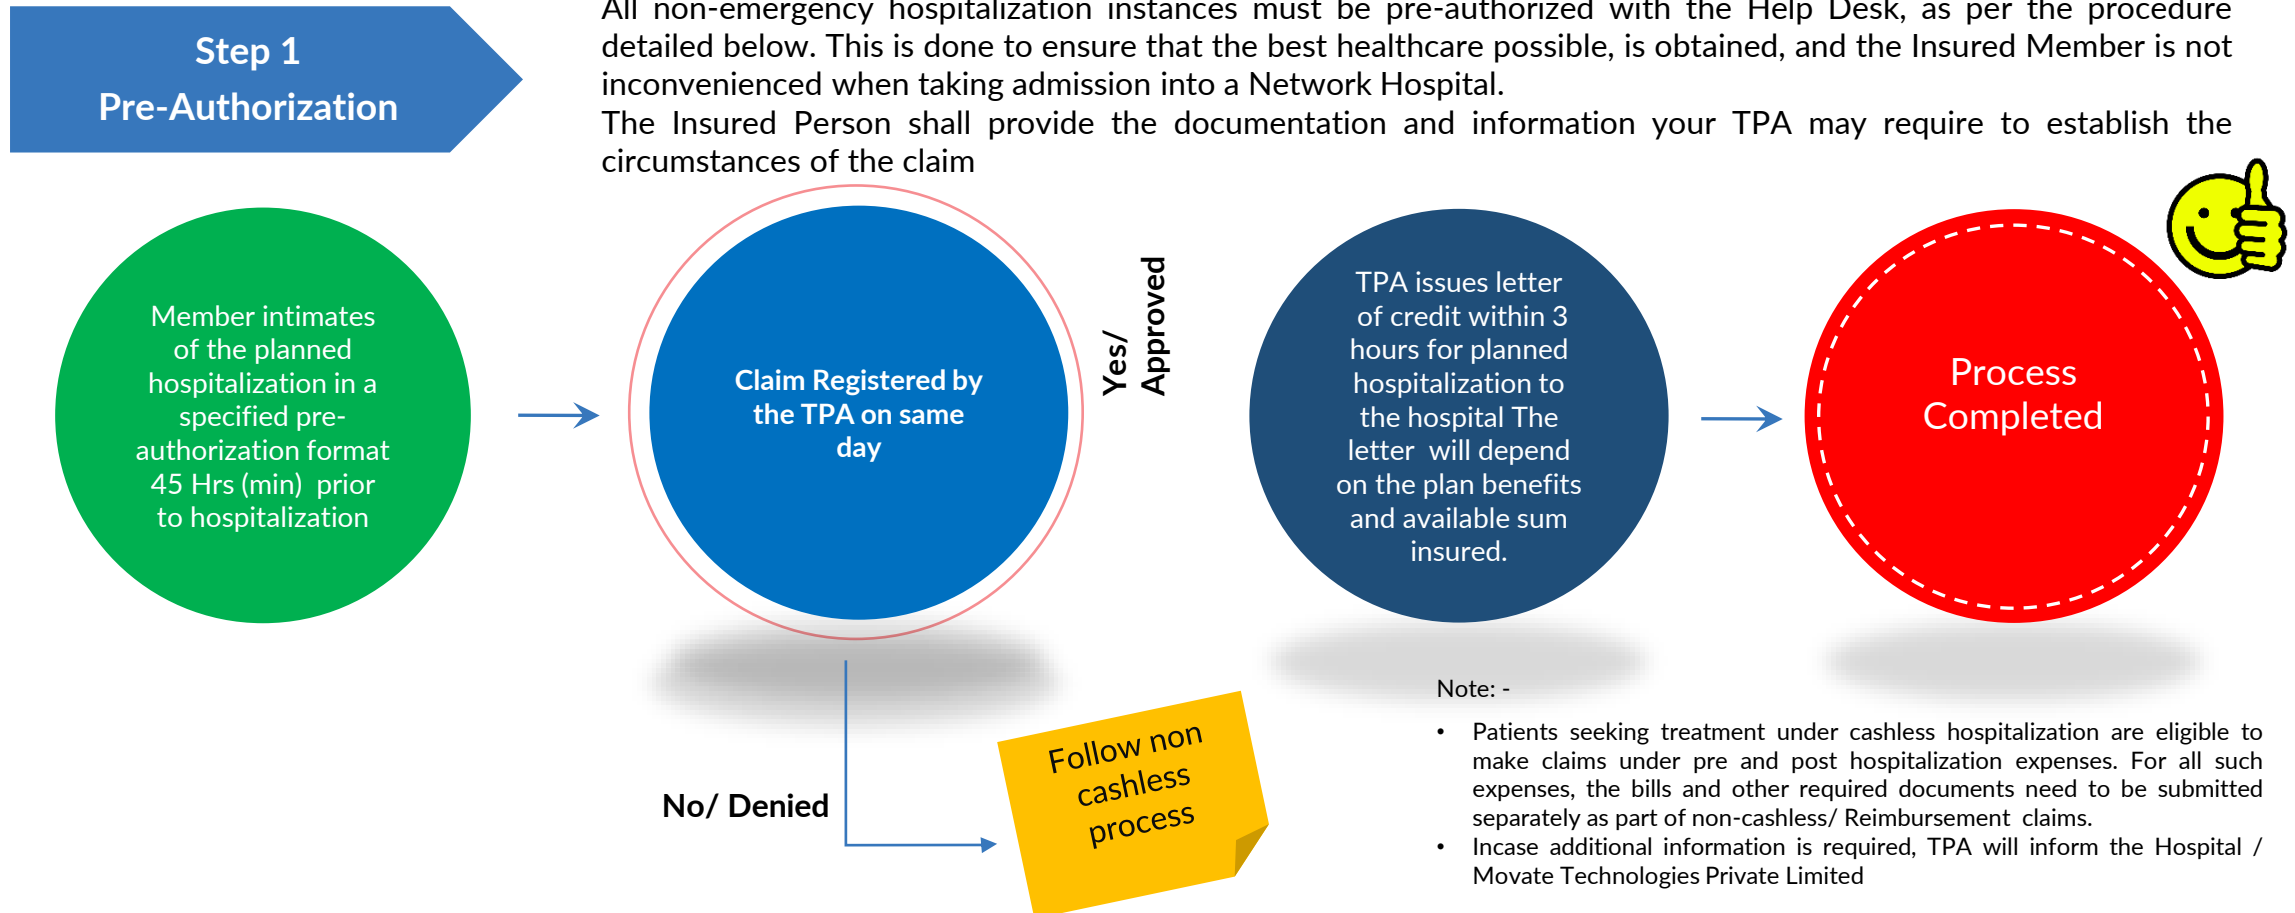 Step 1
Pre-Authorization
All non-emergency hospitalization instances must be pre-authorized with the Help Desk, as per the procedure
detailed below. This is done to ensure that the best healthcare possible, is obtained, and the Insured Member is not
inconvenienced when taking admission into a Network Hospital.
The Insured Person shall provide the documentation and information your TPA may require to establish the
circumstances of the claim
Member intimates
of the planned
hospitalization in a
specified pre-
authorization format
45 Hrs (min) prior
to hospitalization
Claim Registered by
the TPA on same
day
Yes/
Approved
TPA issues letter
of credit within 3
hours for planned
hospitalization to
the hospital The
letter will depend
on the plan benefits
and available sum
insured.
Process
Completed
No/ Denied
Follow non
cashless
process
Note: -
• Patients seeking treatment under cashless hospitalization are eligible to
make claims under pre and post hospitalization expenses. For all such
expenses, the bills and other required documents need to be submitted
separately as part of non-cashless/ Reimbursement claims.
• Incase additional information is required, TPA will inform the Hospital /
Movate Technologies Private Limited